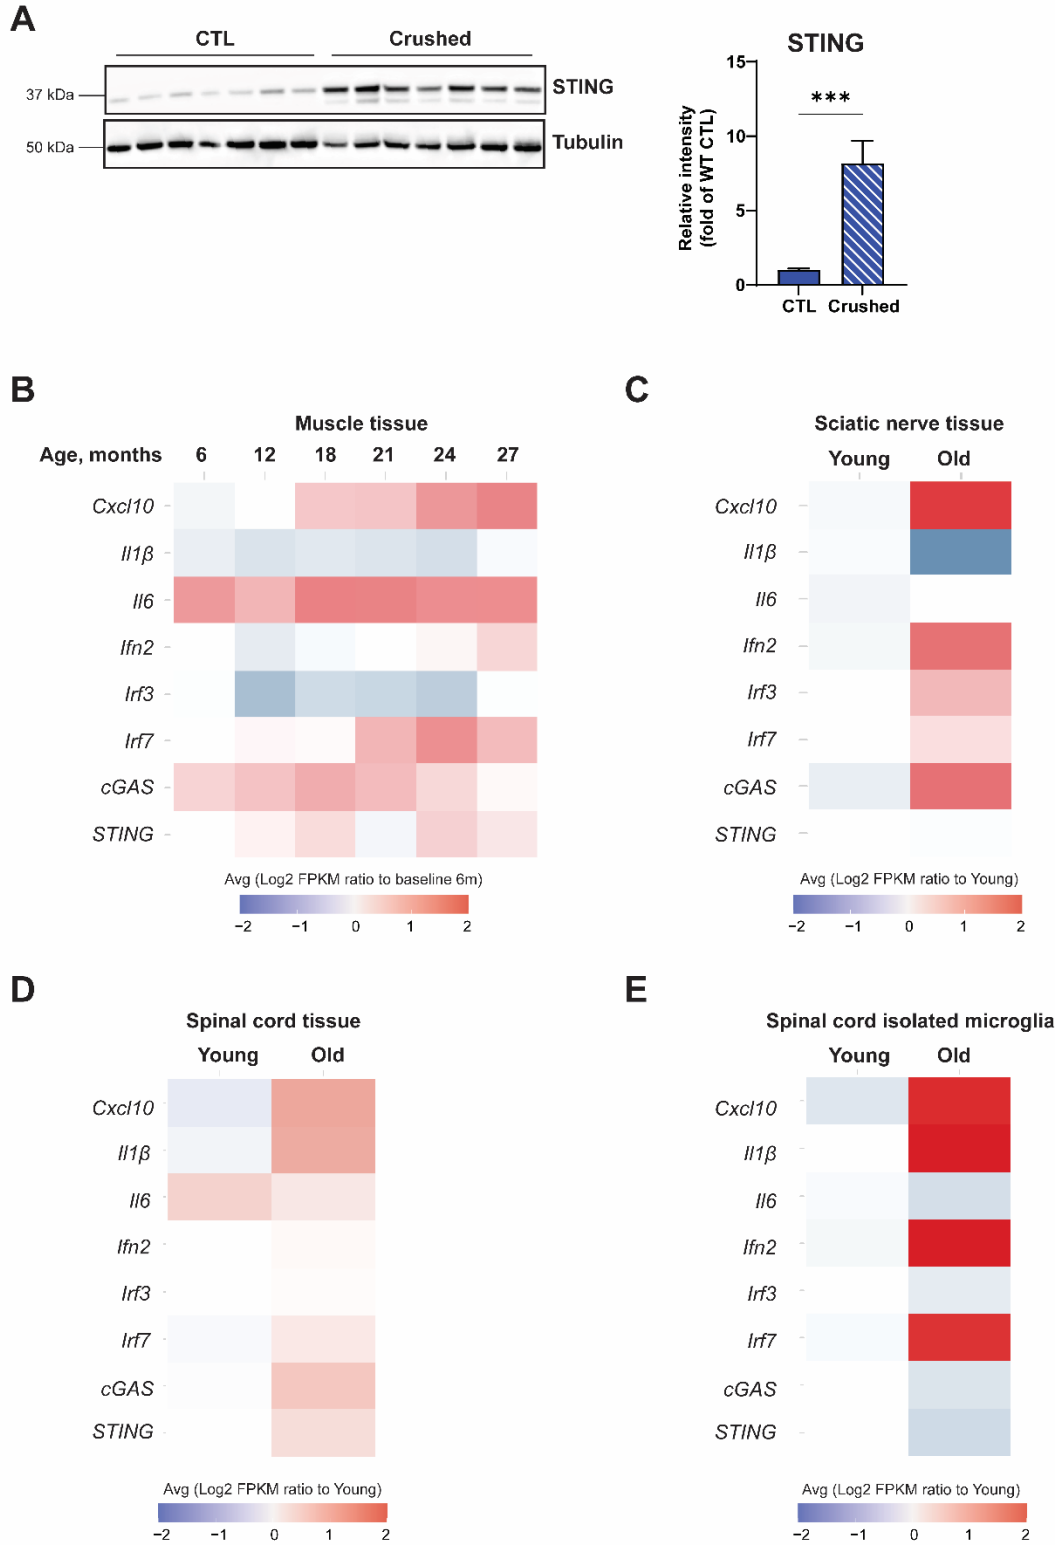 A
CTL Crushed
37 kDa STING
50 kDa Tubulin
STING
Relative intensity
(fold of WT CTL)
15
***
10
5
0
CTL Crushed
B
Muscle tissue
Age, months 6 12 18 21 24 27
Cxcl10
Il1β
Il6
Ifn2
Irf3
Irf7
cGAS
STING
Avg (Log2 FPKM ratio to baseline 6m)
−2 −1 0 1 2
C
Sciatic nerve tissue
Young Old
Cxcl10
Il1β
Il6
Ifn2
Irf3
Irf7
cGAS
STING
Avg (Log2 FPKM ratio to Young)
−2 −1 0 1 2
D
Spinal cord tissue
Young Old
Cxcl10
Il1β
Il6
Ifn2
Irf3
Irf7
cGAS
STING
Avg (Log2 FPKM ratio to Young)
−2 −1 0 1 2
E
Spinal cord isolated microglia
Young Old
Cxcl10
Il1β
Il6
Ifn2
Irf3
Irf7
cGAS
STING
Avg (Log2 FPKM ratio to Young)
−2 −1 0 1 2